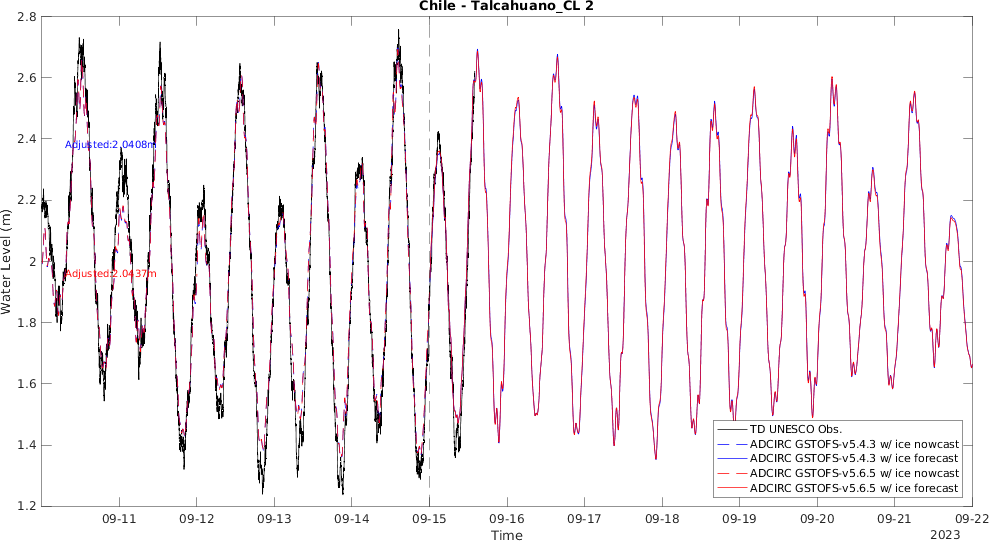 Chile - Talcahuano_CL 2
2.8
2.6
2.4
2.2
2
1.8
1.6
1.4
1.2
Water Level (m)
Adjusted:2.0408m
Adjusted:2.0437m
TD UNESCO Obs.
ADCIRC GSTOFS-v5.4.3 w/ ice nowcast
ADCIRC GSTOFS-v5.4.3 w/ ice forecast
ADCIRC GSTOFS-v5.6.5 w/ ice nowcast
ADCIRC GSTOFS-v5.6.5 w/ ice forecast
09-11 09-12 09-13 09-14 09-15 09-16 09-17 09-18 09-19 09-20 09-21 09-22
Time
2023